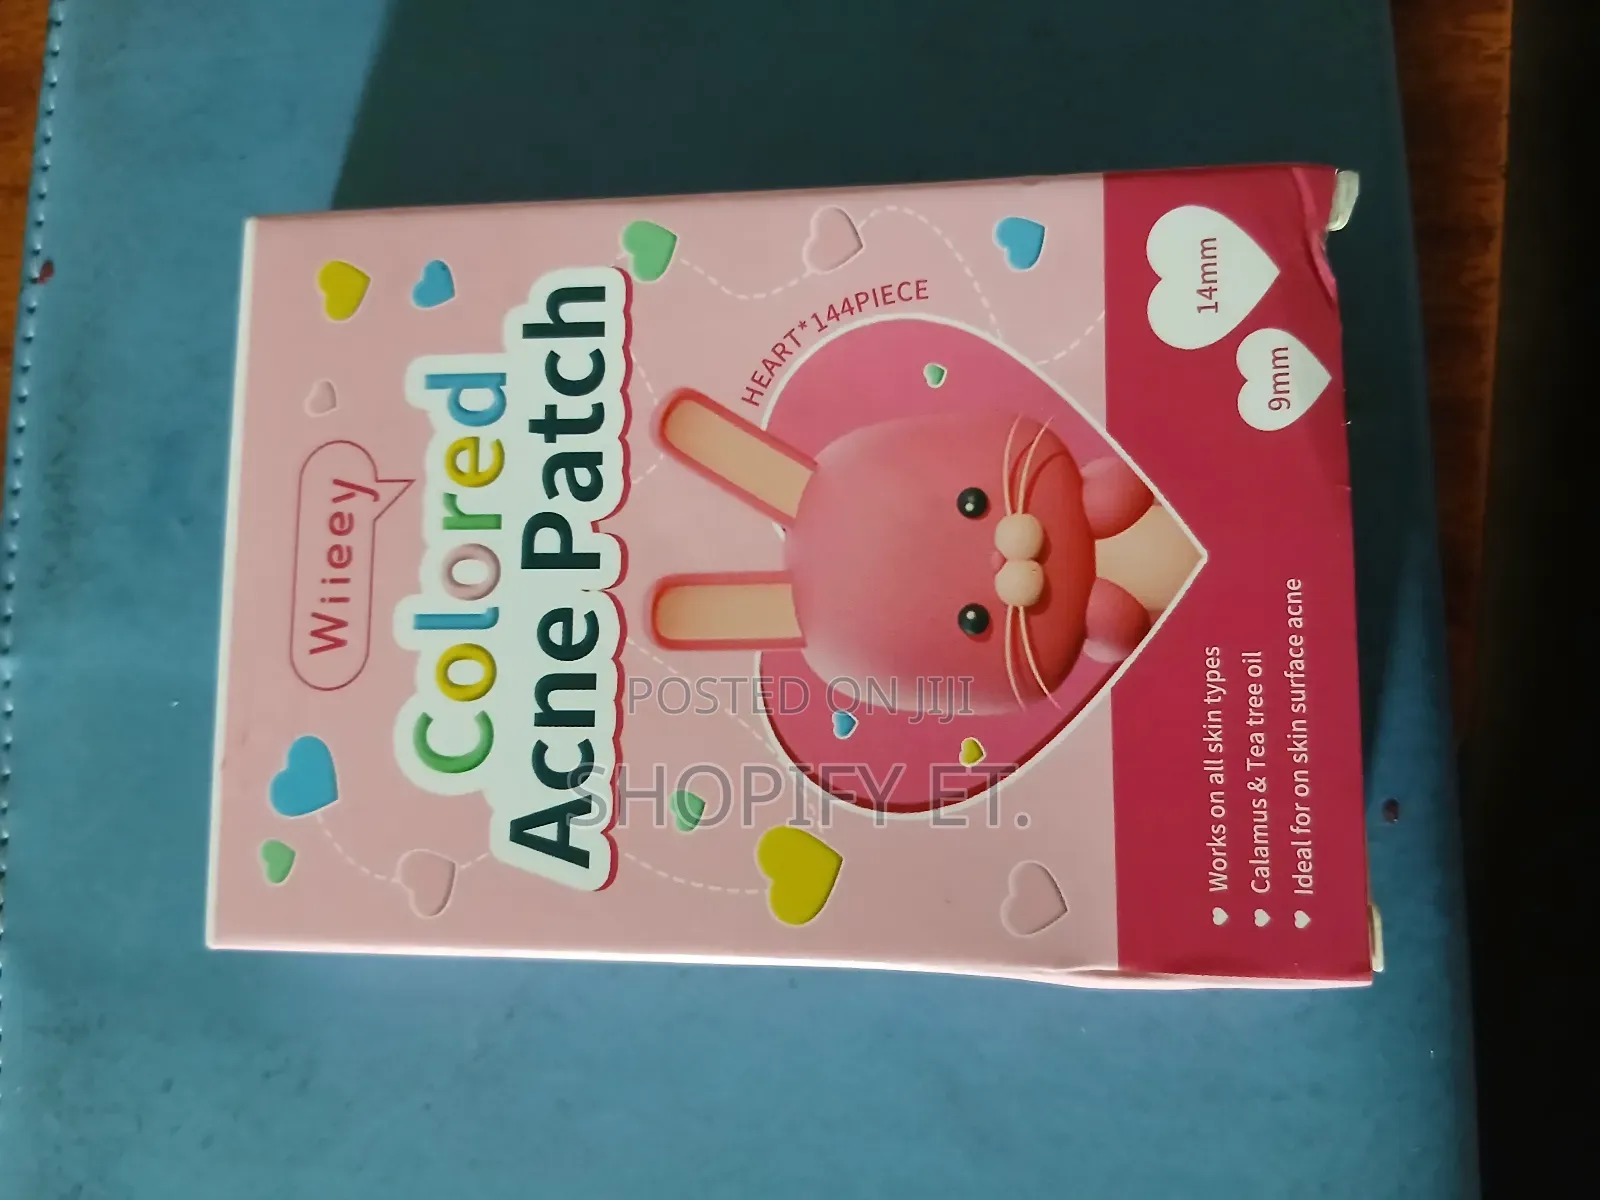 Wiieey
Colored
Acne Patch
HEART*144PIECE
Works on all skin types
Calamus & Tea tree oil
Ideal for on skin surface acne
9mm
14mm
POSTED ON JIJI
SHOPIFY ET.